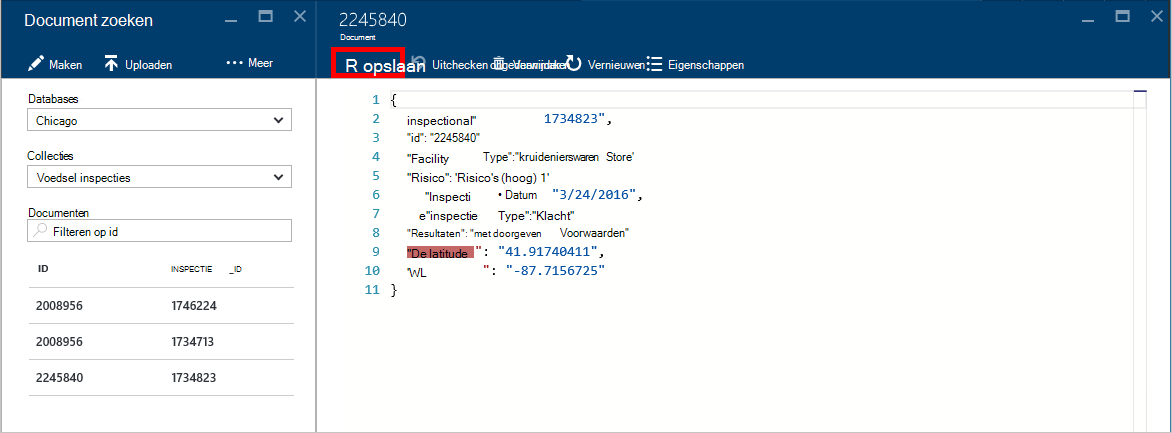 Document zoeken
Maken Uploaden ··· Meer
Databases
Chicago
Collecties
Voedsel inspecties
Documenten
Filteren op id
ID INSPECTIE _ID
2008956 1746224
2008956 1734713
2245840 1734823
2245840
Document
R opslaan Uitchecken Vernieuwen Eigenschappen
1 {
2 inspectional" 1734823",
3 "id": "2245840"
4 "Facility Type":"kruidenierswaren Store'
5 "Risico": 'Risico's (hoog) 1'
6 "Inspecti • Datum "3/24/2016",
7 e"inspectie Type":"Klacht"
8 "Resultaten": "met doorgeven Voorwaarden"
9 "De latitude ": "41.91740411",
10 'WL ": "-87.7156725"
11 }